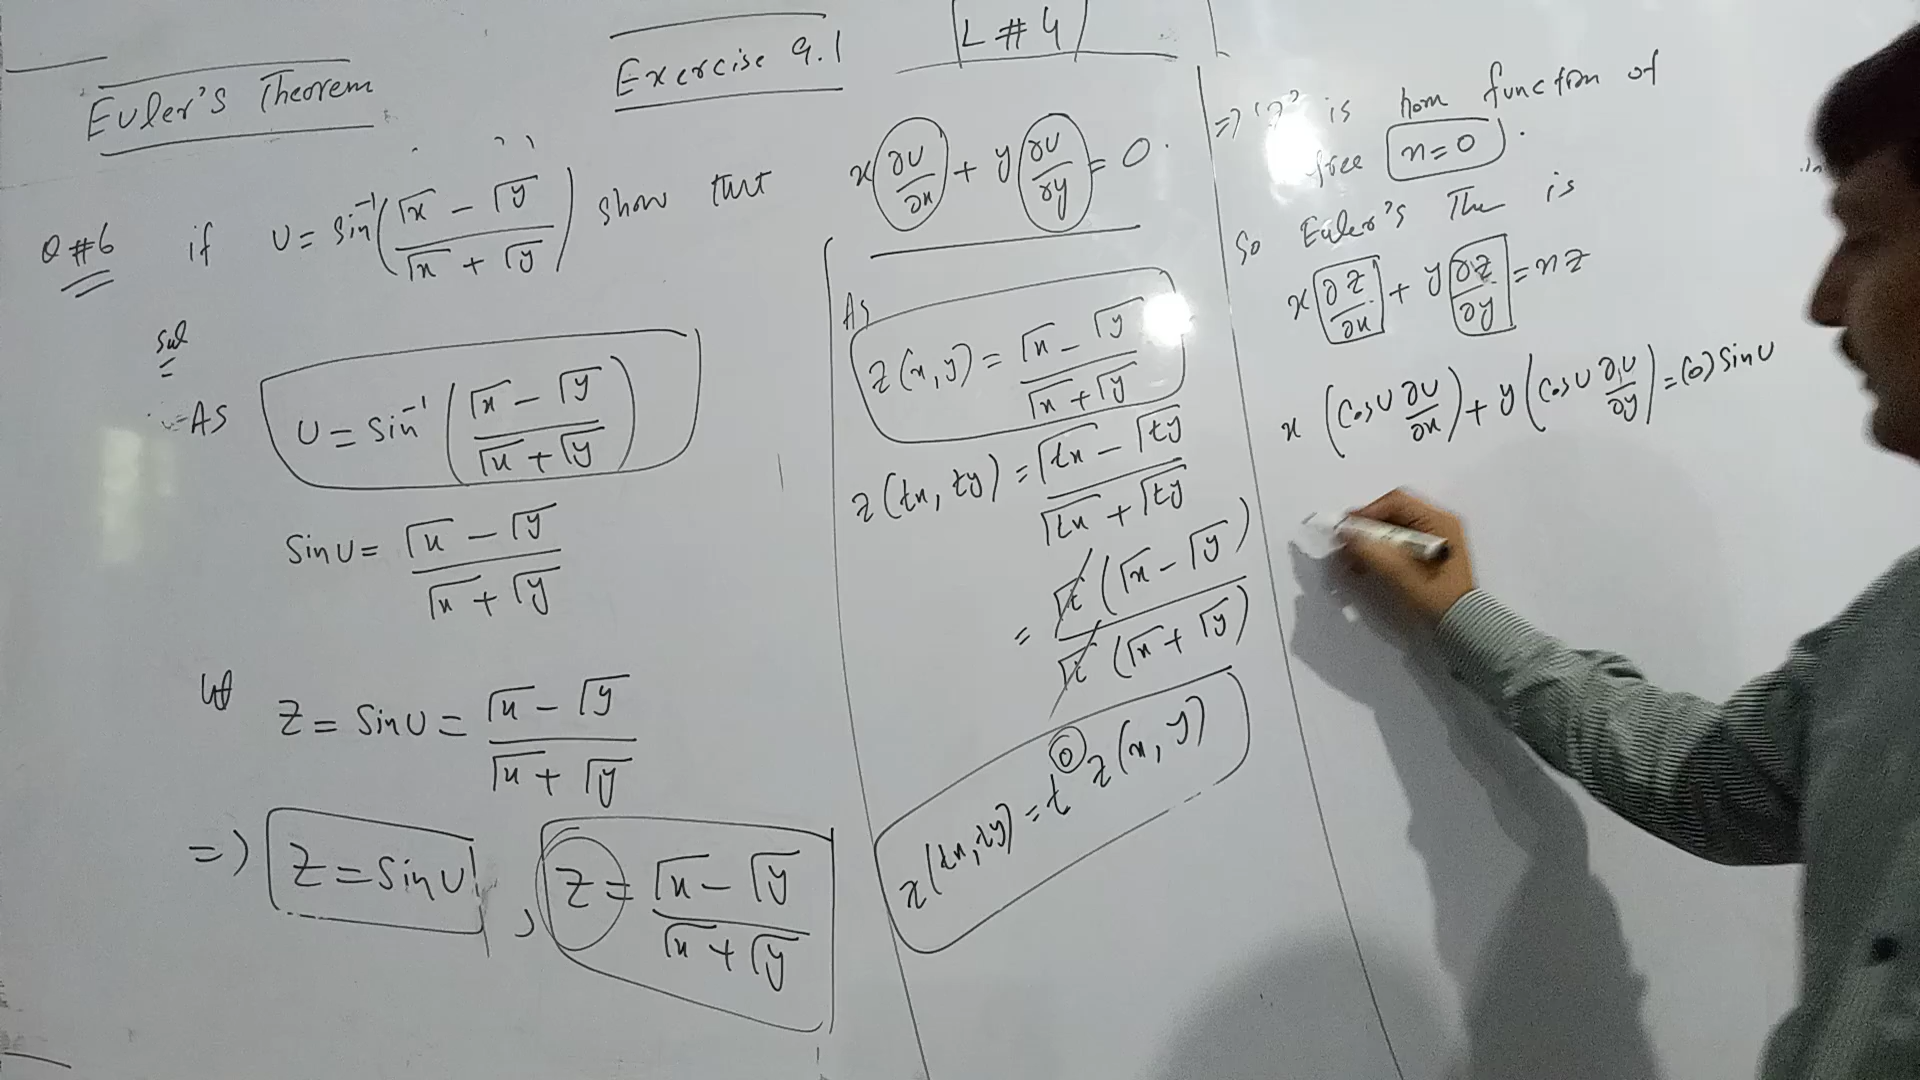 Euler's Theorem
Exercise 9.1
L # 4
Q #6 if U = Sin⁻¹(√x - √y / √x + √y) show that x ∂U/∂x + y ∂U/∂y = 0.
Sol
As U = Sin⁻¹(√x - √y / √x + √y)
Sin U = √x - √y / √x + √y
let Z = Sin U = √x - √y / √x + √y
=> Z = Sin U, Z = √x - √y / √x + √y
As
Z(x, y) = √x - √y / √x + √y
Z(tx, ty) = √tx - √ty / √tx + √ty
= √t (√x - √y) / √t (√x + √y)
z(tx, ty) = t⁰ z(x, y)
=> 'Z' is hom function of
n = 0.
So Euler's Thm is
x ∂Z/∂x + y ∂Z/∂y = nZ
x (Cos U ∂U/∂x) + y (Cos U ∂U/∂y) = (0) Sin U